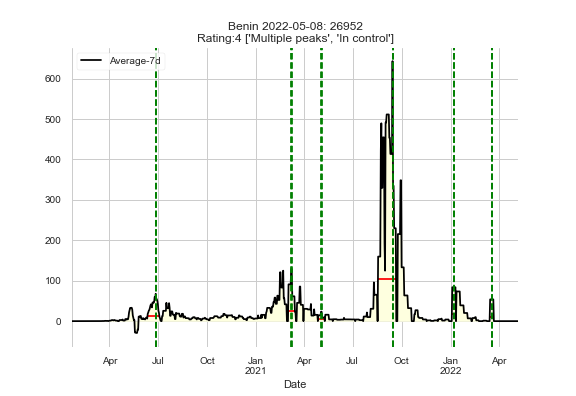 Benin 2022-05-08: 26952
Rating:4 ['Multiple peaks', 'In control']
Average-7d
600
500
400
300
200
100
0
Apr Jul Oct Jan Apr Jul Oct Jan Apr
2021 2022
Date